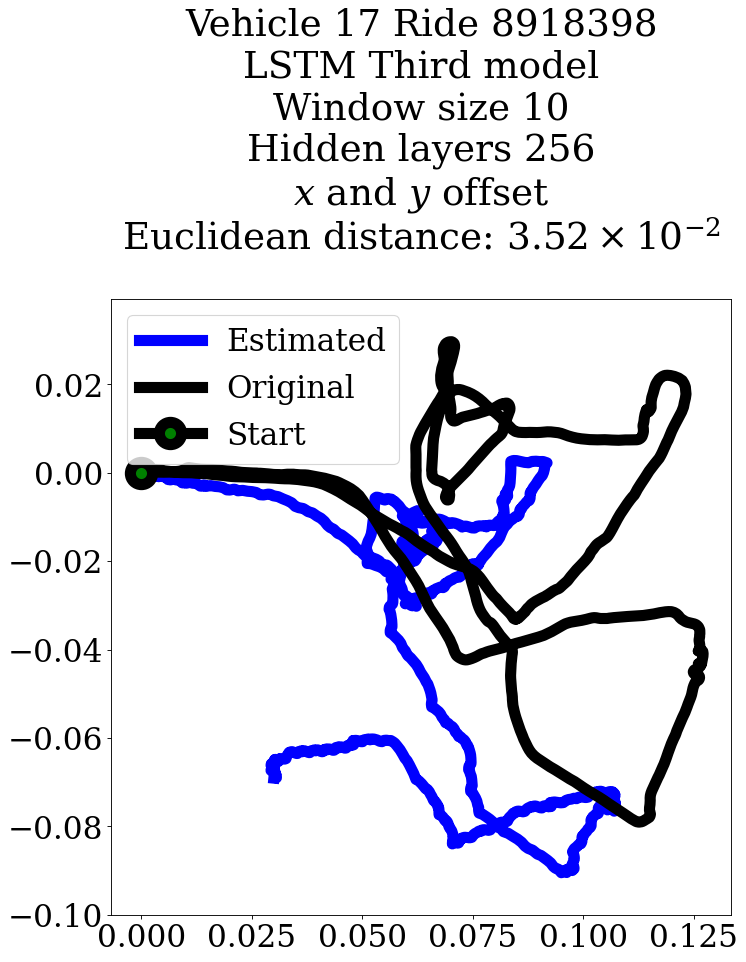 Vehicle 17 Ride 8918398
LSTM Third model
Window size 10
Hidden layers 256
x and y offset
Euclidean distance: 3.52 × 10⁻²
Estimated
Original
Start
0.02
0.00
−0.02
−0.04
−0.06
−0.08
−0.10
0.000 0.025 0.050 0.075 0.100 0.125